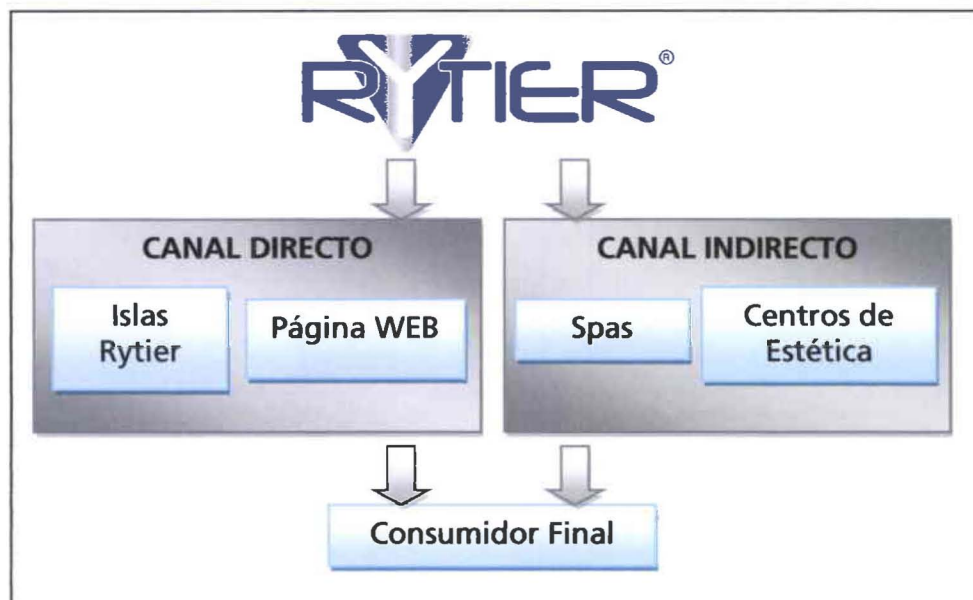 RYTIER®
CANAL DIRECTO
Islas
Rytier
Página WEB
CANAL INDIRECTO
Spas
Centros de
Estética
Consumidor Final